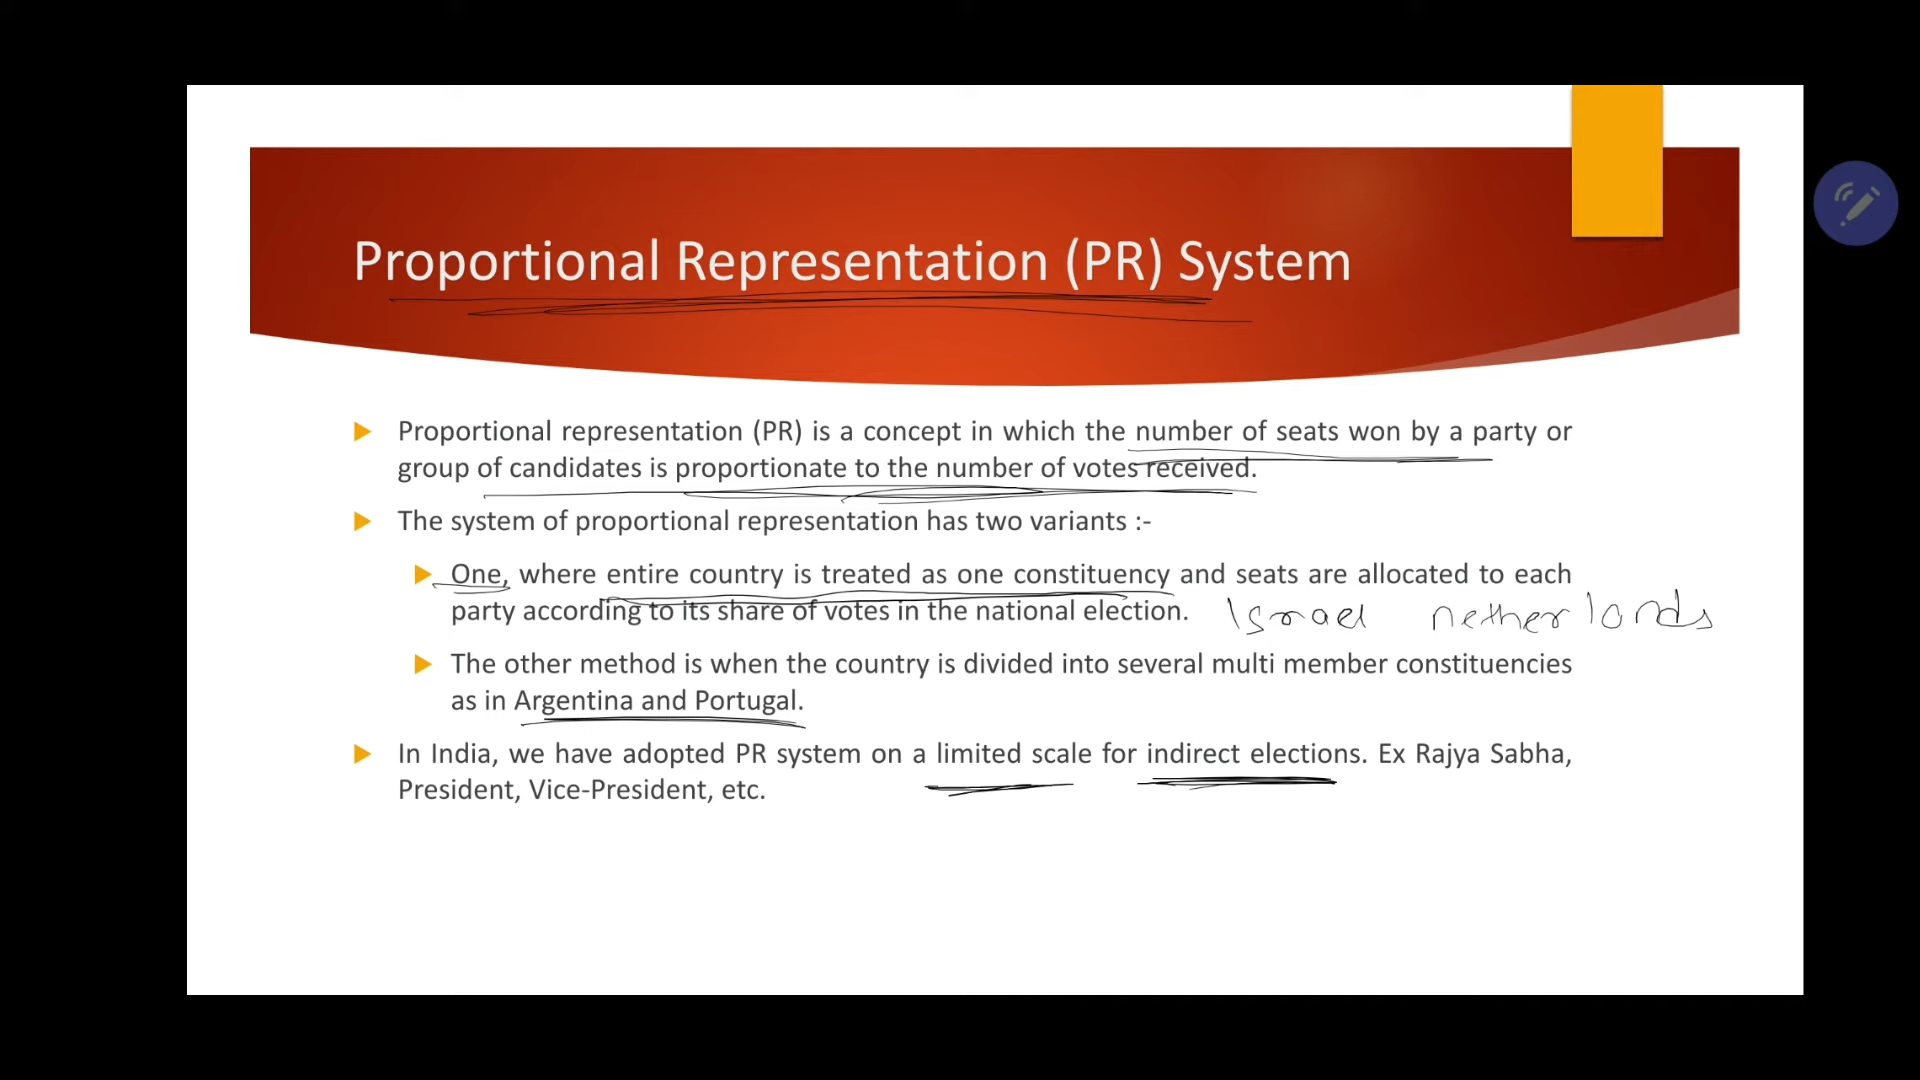 Proportional Representation (PR) System
Proportional representation (PR) is a concept in which the number of seats won by a party or
group of candidates is proportionate to the number of votes received.
The system of proportional representation has two variants :-
One, where entire country is treated as one constituency and seats are allocated to each
party according to its share of votes in the national election. Israel netherlands
The other method is when the country is divided into several multi member constituencies
as in Argentina and Portugal.
In India, we have adopted PR system on a limited scale for indirect elections. Ex Rajya Sabha,
President, Vice-President, etc.